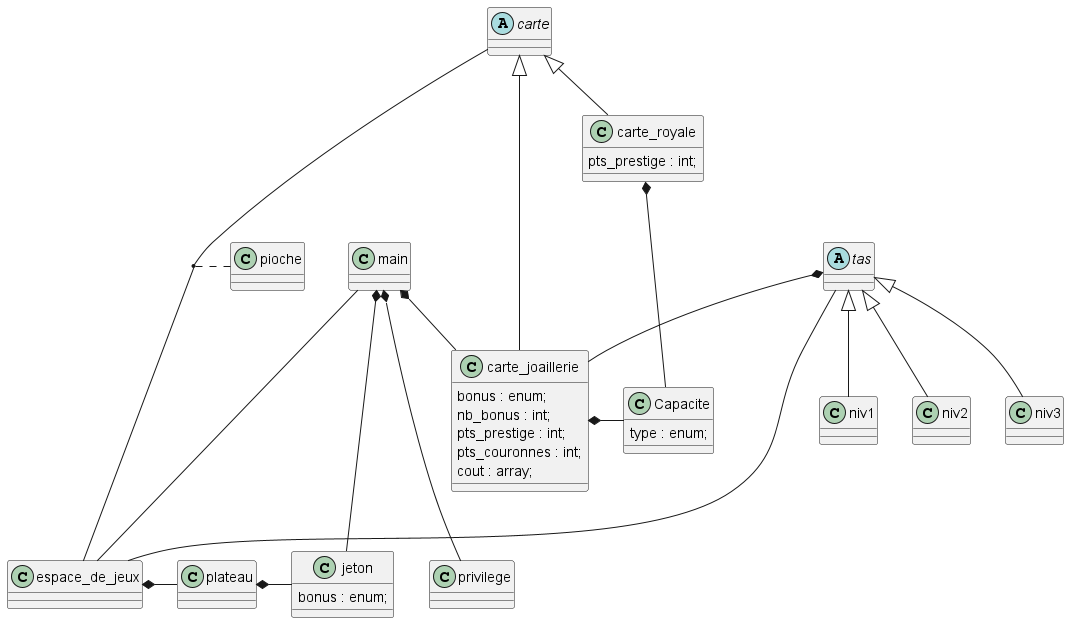 A carte
C carte_royale
pts_prestige : int;
C pioche
C main
A tas
C carte_joaillerie
bonus : enum;
nb_bonus : int;
pts_prestige : int;
pts_couronnes : int;
cout : array;
C Capacite
type : enum;
C niv1
C niv2
C niv3
C espace_de_jeux
C plateau
C jeton
bonus : enum;
C privilege